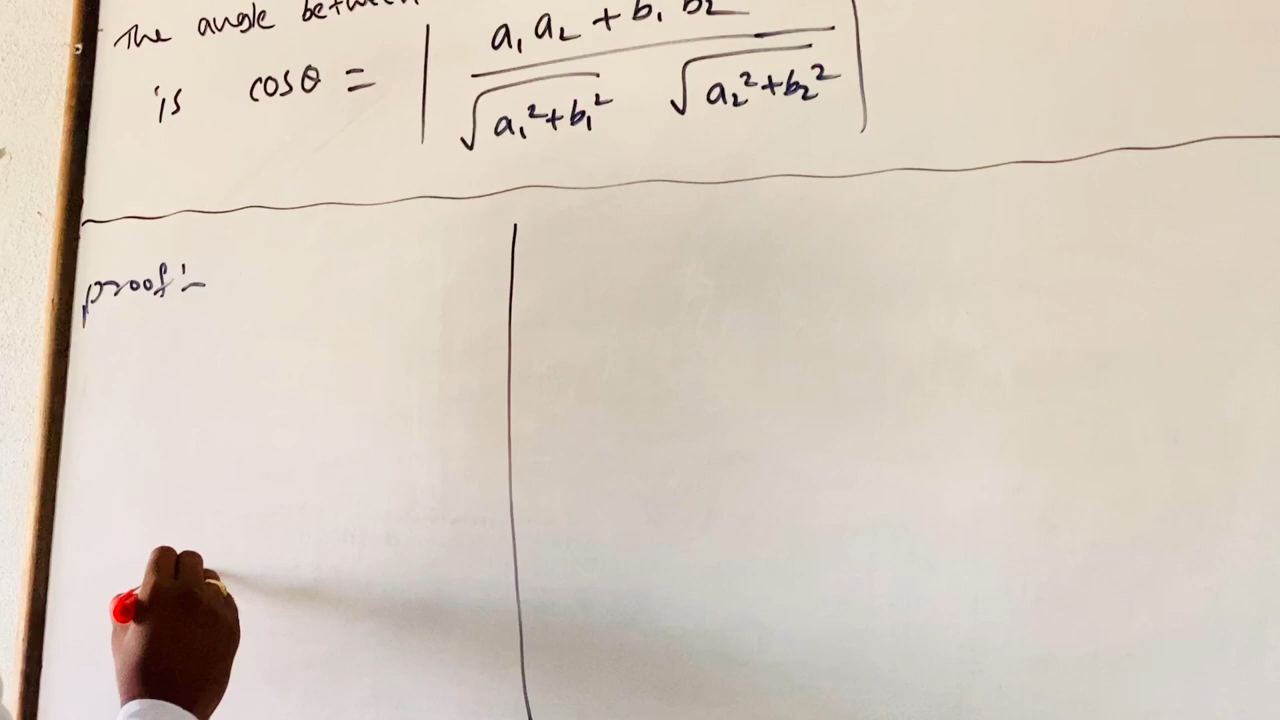 The angle between
is cosθ = | a₁a₂ + b₁b₂ / √a₁²+b₁² √a₂²+b₂² |
proof:-